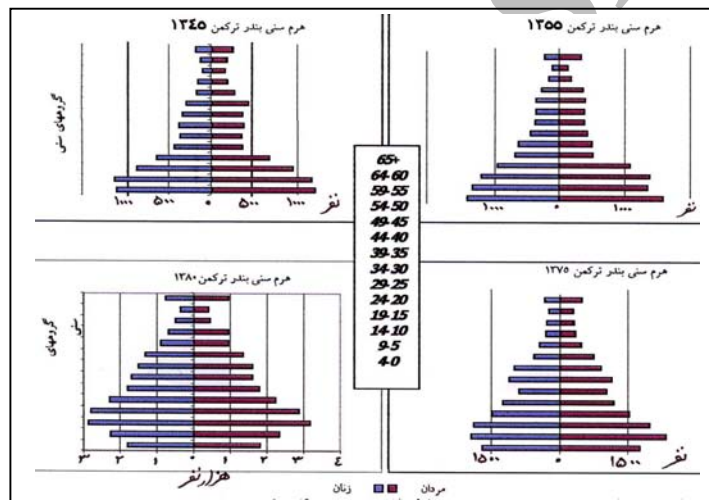 هرم سنی بندر ترکمن ۱۳۴۵
هرم سنی بندر ترکمن ۱۳۵۵
گروههای سنی
۱۰۰۰ ۵۰۰ ۰ ۵۰۰ ۱۰۰۰ نفر
۱۰۰۰ ۰ ۱۰۰۰ نفر
65+
64-60
59-55
54-50
49-45
44-40
39-35
34-30
29-25
24-20
19-15
14-10
9-5
4-0
هرم سنی بندر ترکمن ۱۳۸۰
هرم سنی بندر ترکمن ۱۳۷۵
گروههای سنی
۳ ۲ ۱ ۰ ۱ ۲ ۳ ٤
هزار نفر
۱۵۰۰ ۰ ۱۵۰۰ نفر
مردان زنان